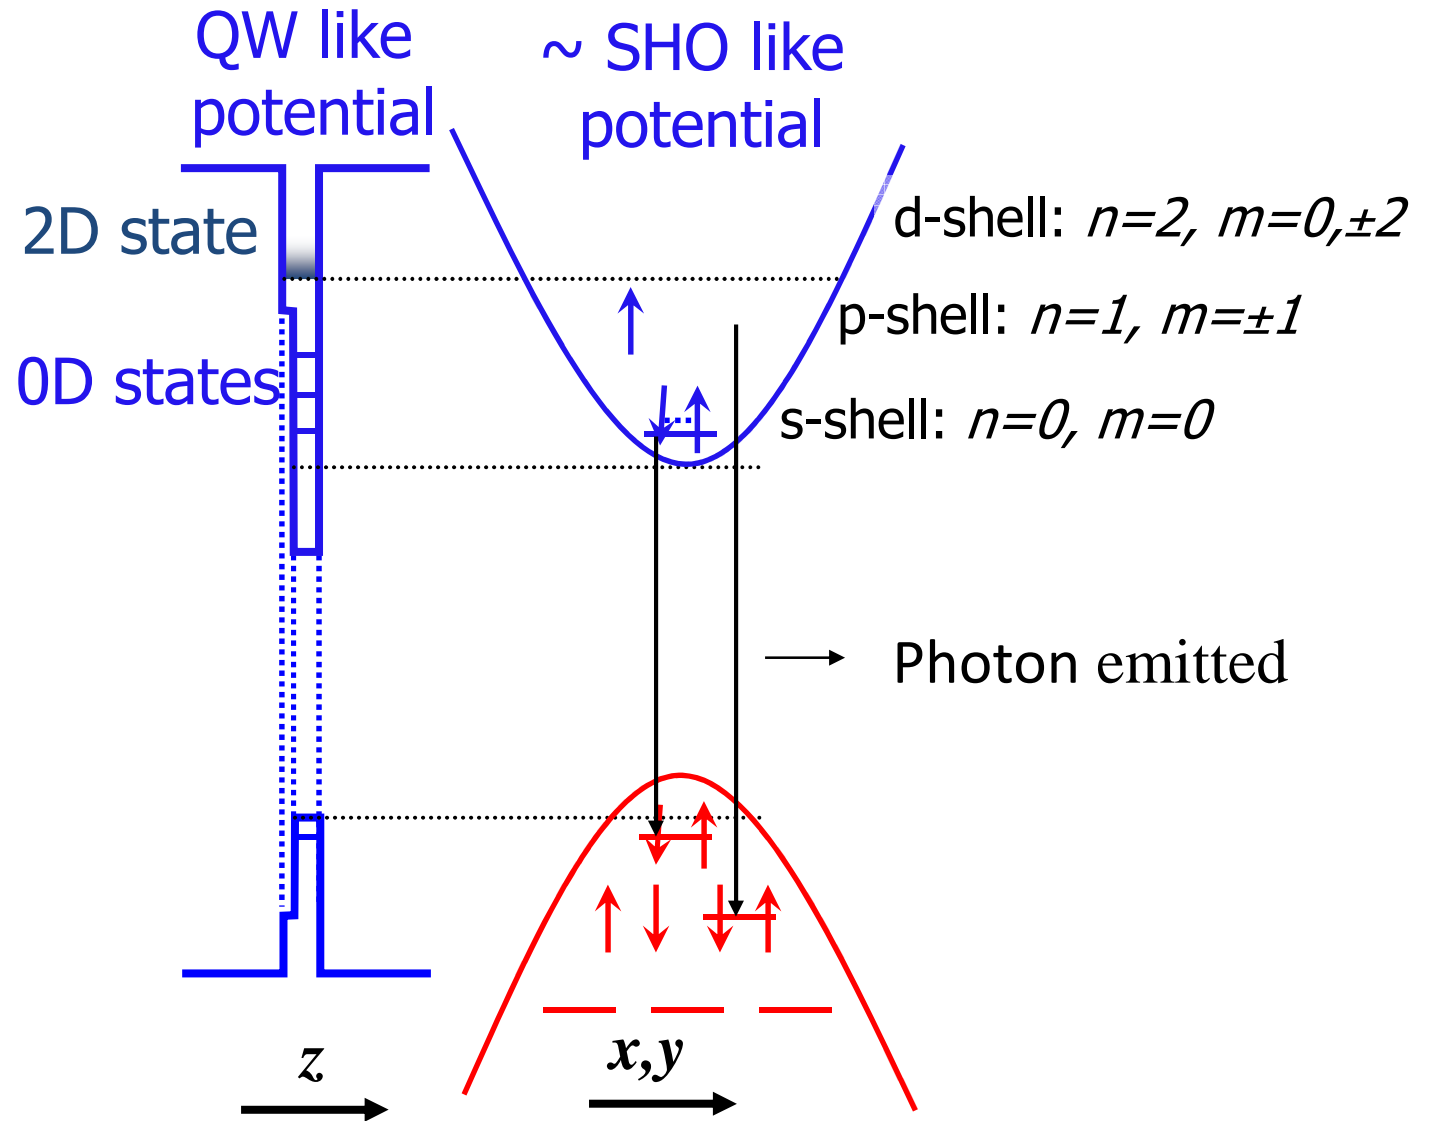 QW like
potential
~ SHO like
potential
2D state
d-shell: n=2, m=0,±2
p-shell: n=1, m=±1
0D states
s-shell: n=0, m=0
Photon emitted
z
x,y